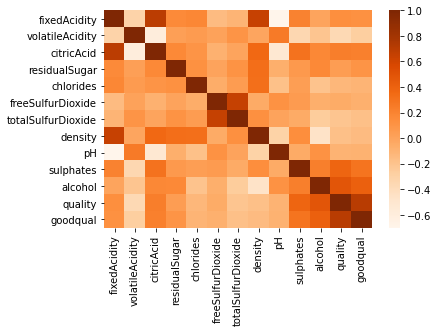 fixedAcidity
volatileAcidity
citricAcid
residualSugar
chlorides
freeSulfurDioxide
totalSulfurDioxide
density
pH
sulphates
alcohol
quality
goodqual
fixedAcidity
volatileAcidity
citricAcid
residualSugar
chlorides
freeSulfurDioxide
totalSulfurDioxide
density
pH
sulphates
alcohol
quality
goodqual
1.0
0.8
0.6
0.4
0.2
0.0
−0.2
−0.4
−0.6